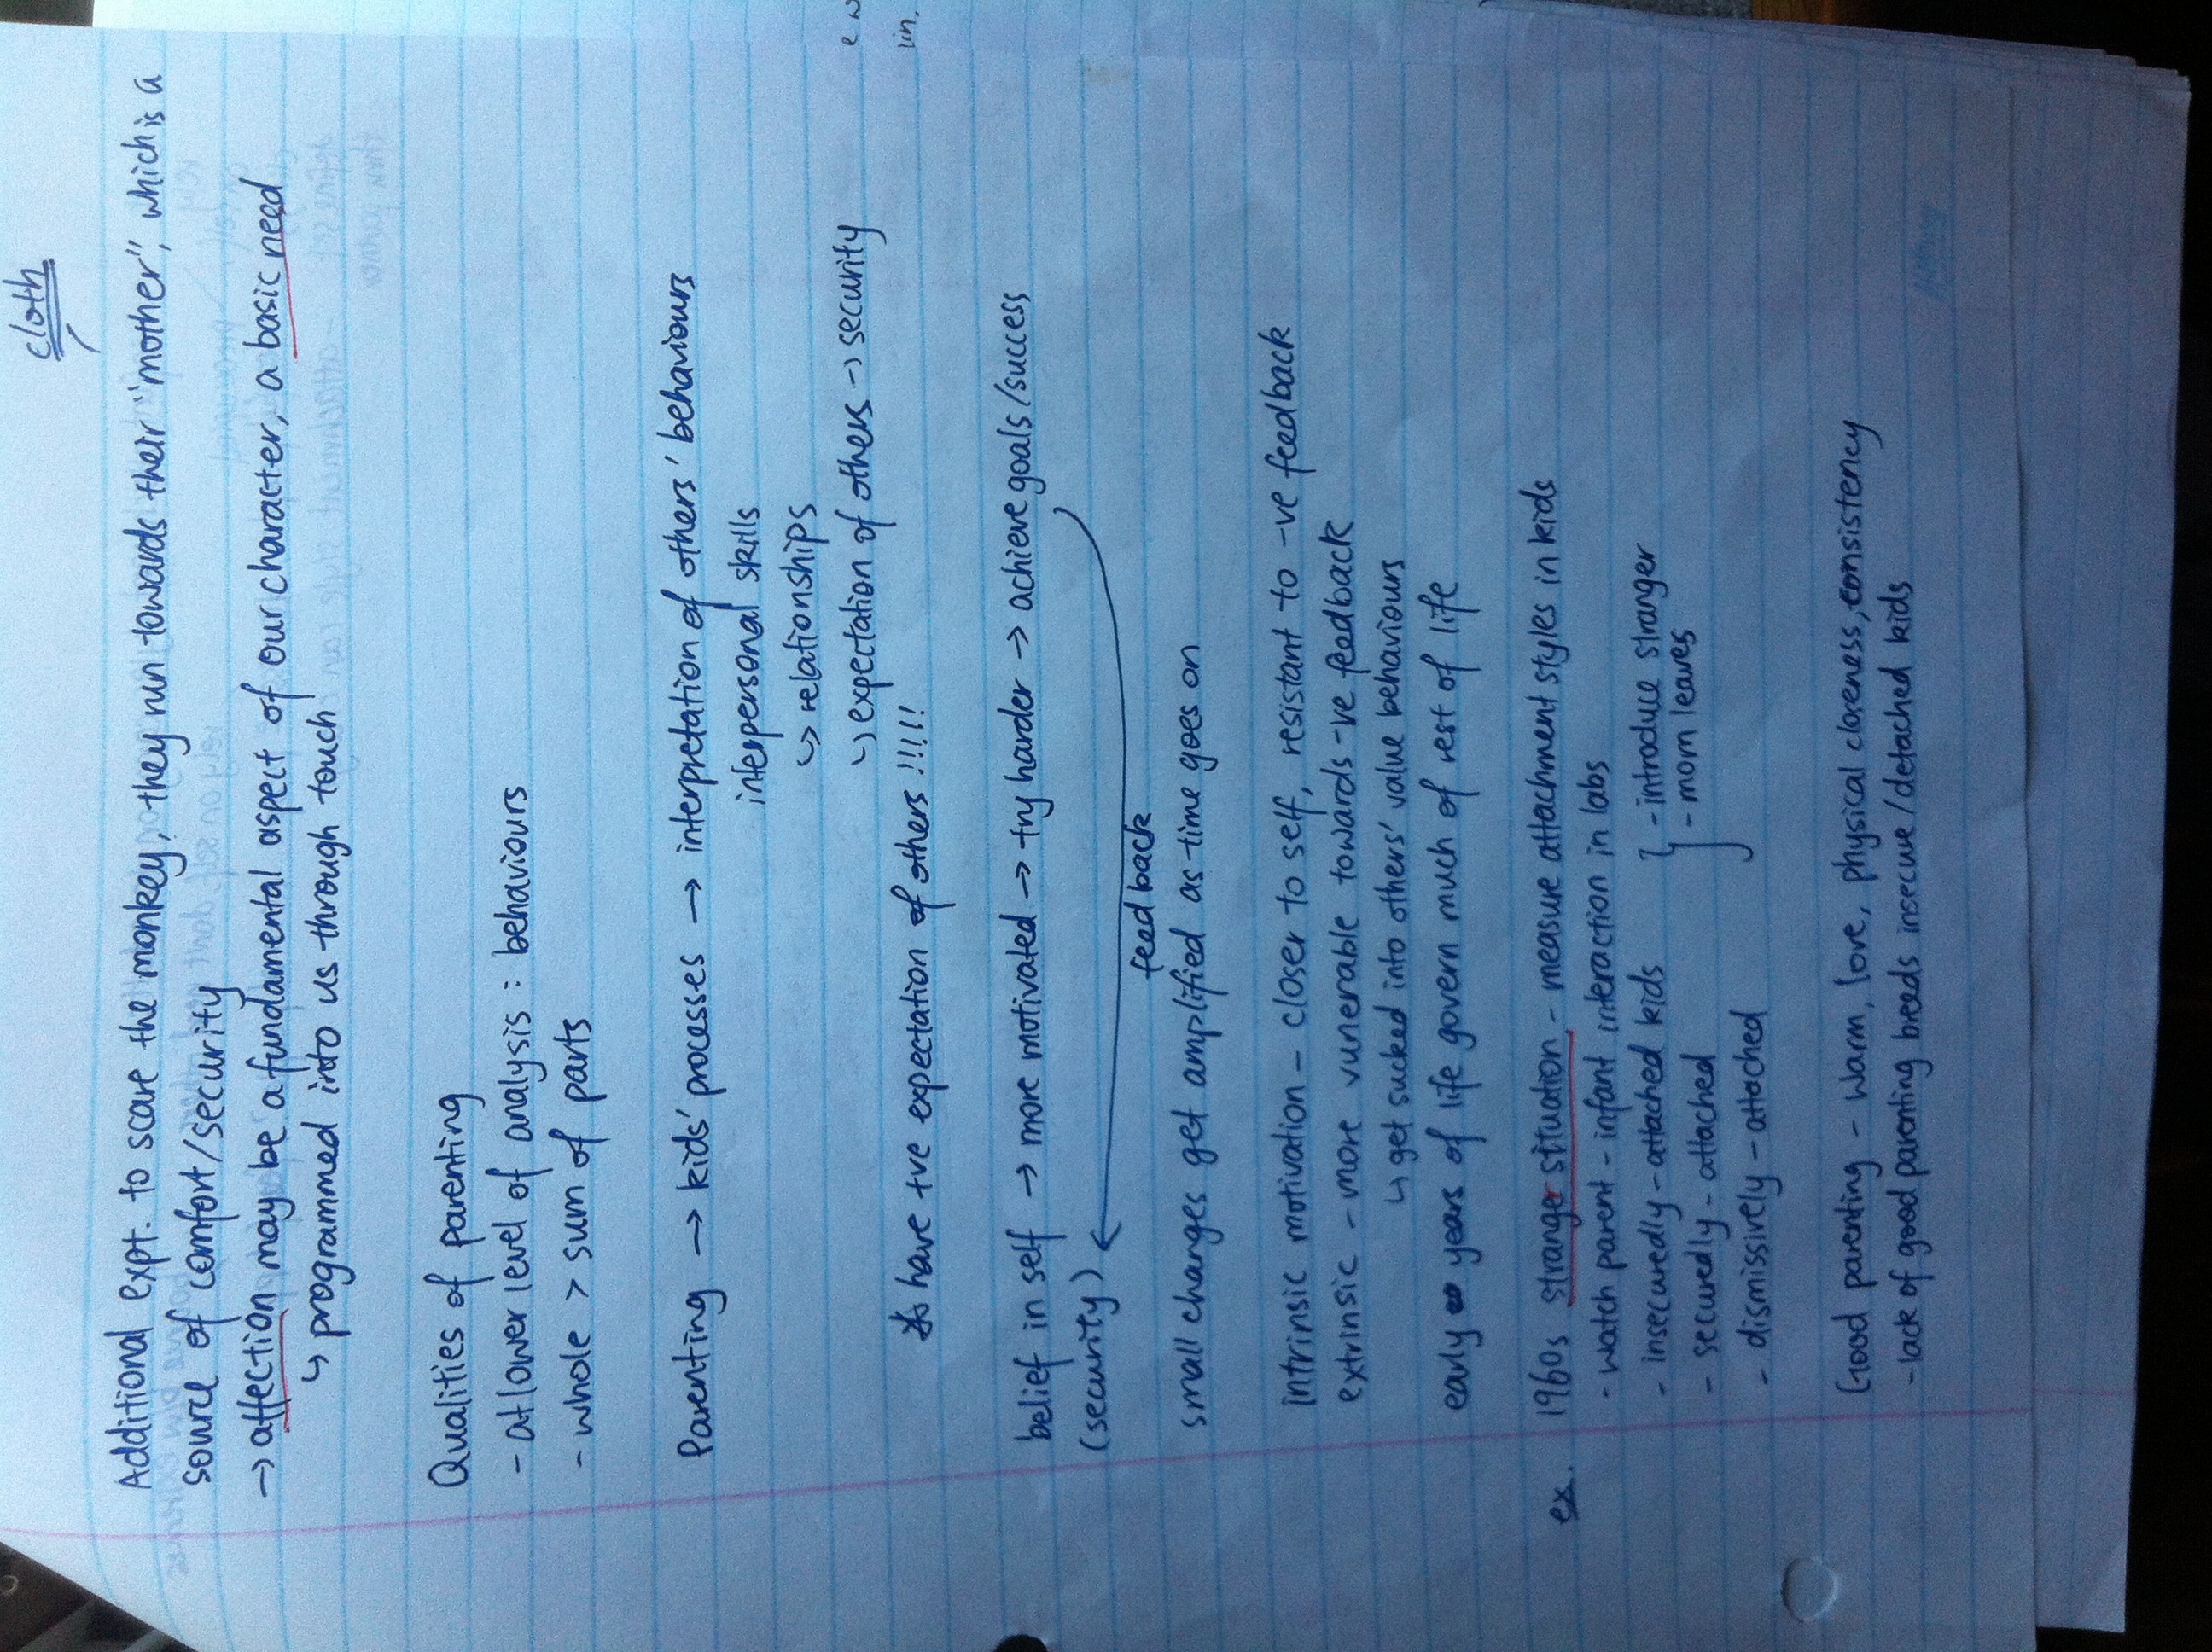 cloth
Additional expt. to scare the monkey, they run towards their "mother", which is a
source of comfort/security
→ affection may be a fundamental aspect of our character, a basic need
↳ programmed into us through touch
Qualities of parenting
- at lower level of analysis : behaviours
- whole > sum of parts
Parenting → kids' processes → interpretation of others' behaviours
interpersonal skills
↳ relationships
↳ expectation of others → security
have +ve expectation of others !!!!!
belief in self → more motivated → try harder → achieve goals/success
(security)
feedback
small changes get amplified as time goes on
intrinsic motivation - closer to self, resistant to -ve feedback
extrinsic - more vunerable towards -ve feedback
↳ get sucked into others' value behaviours
early years of life govern much of rest of life
ex. 1960s stranger situation - measure attachment styles in kids
- watch parent - infant interaction in labs
- insecuredly - attached kids } - introduce stranger
- securedly - attached - mom leaves
- dismissively - attached
Good parenting - warm, love, physical closeness, consistency
- lack of good parenting breeds insecure/detached kids